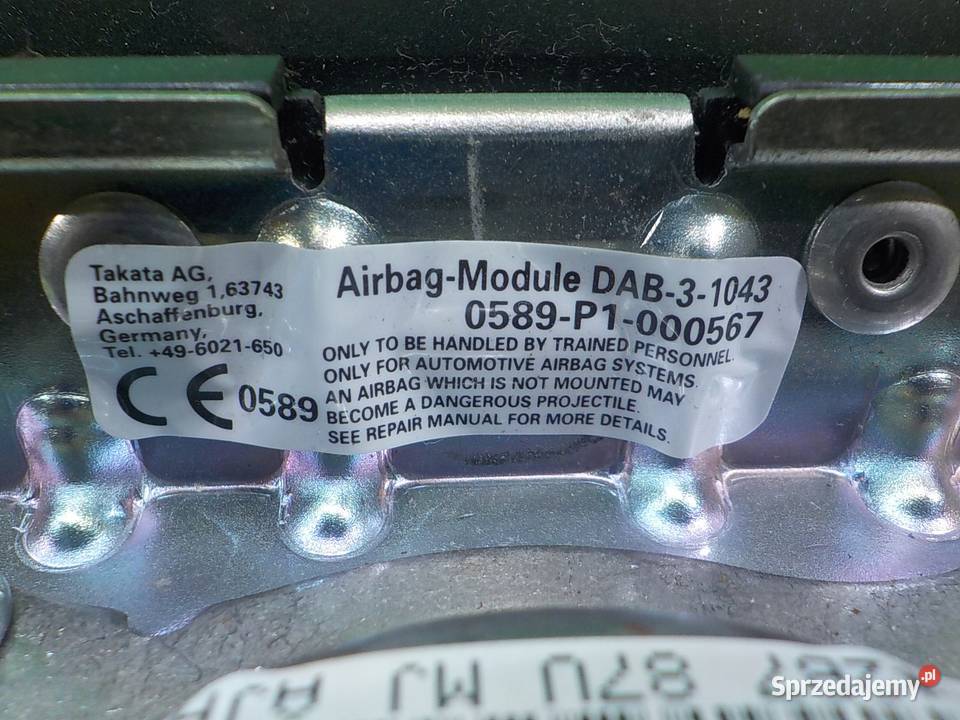 Takata AG,
Bahnweg 1,63743
Aschaffenburg,
Germany,
Tel. +49-6021-650
CE 0589
Airbag-Module DAB-3-1043
0589-P1-000567
ONLY TO BE HANDLED BY TRAINED PERSONNEL.
ONLY FOR AUTOMOTIVE AIRBAG SYSTEMS.
AN AIRBAG WHICH IS NOT MOUNTED MAY
BECOME A DANGEROUS PROJECTILE.
SEE REPAIR MANUAL FOR MORE DETAILS.
87U MJ
Sprzedajemy.pl